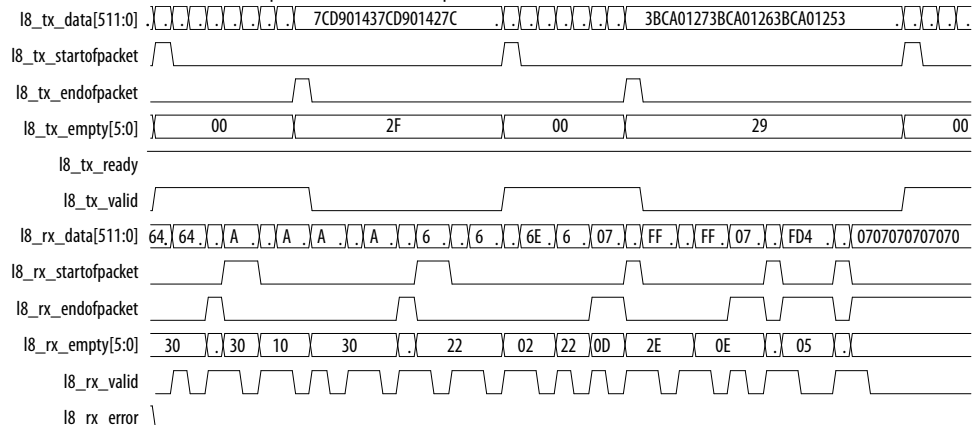 l8_tx_data[511:0] . . . . . . . . . 7CD901437CD901427C . . . . . . . . 3BCA01273BCA01263BCA01253 . . . . .
l8_tx_startofpacket
l8_tx_endofpacket
l8_tx_empty[5:0] 00 2F 00 29 00
l8_tx_ready
l8_tx_valid
l8_rx_data[511:0] 64. 64 . . A . . A . A . . A . . 6 . . 6 . . 6E . 6 . 07 . . FF . . FF . 07 . . FD4 . . 0707070707070
l8_rx_startofpacket
l8_rx_endofpacket
l8_rx_empty[5:0] 30 . 30 10 30 . 22 02 22 0D 2E 0E . 05 .
l8_rx_valid
l8_rx_error